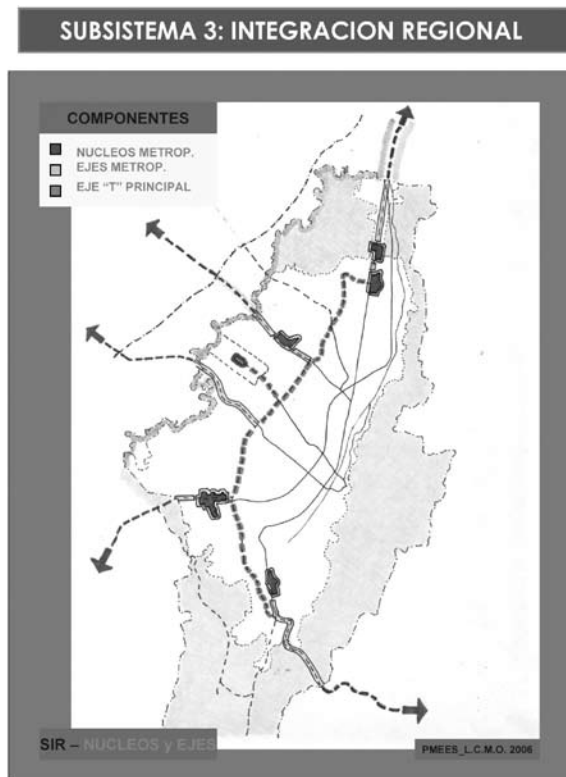 SUBSISTEMA 3: INTEGRACION REGIONAL
COMPONENTES
NUCLEOS METROP.
EJES METROP.
EJE “T” PRINCIPAL
SIR – NUCLEOS y EJES
PMEES_L.C.M.O. 2006